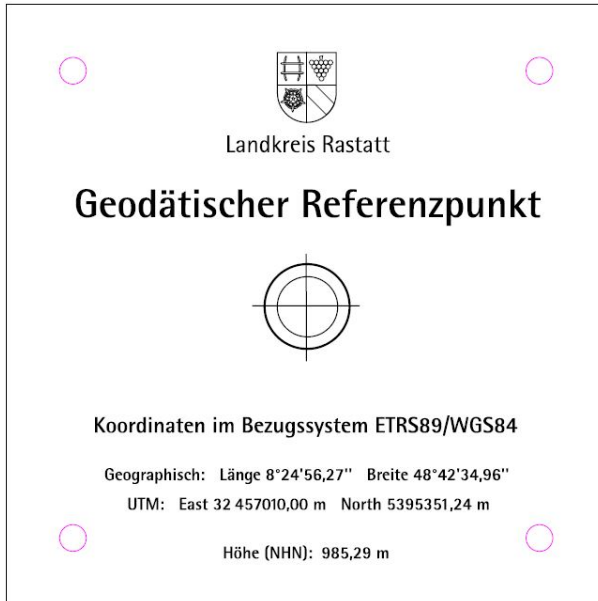 Landkreis Rastatt
Geodätischer Referenzpunkt
Koordinaten im Bezugssystem ETRS89/WGS84
Geographisch: Länge 8°24'56,27'' Breite 48°42'34,96''
UTM: East 32 457010,00 m North 5395351,24 m
Höhe (NHN): 985,29 m